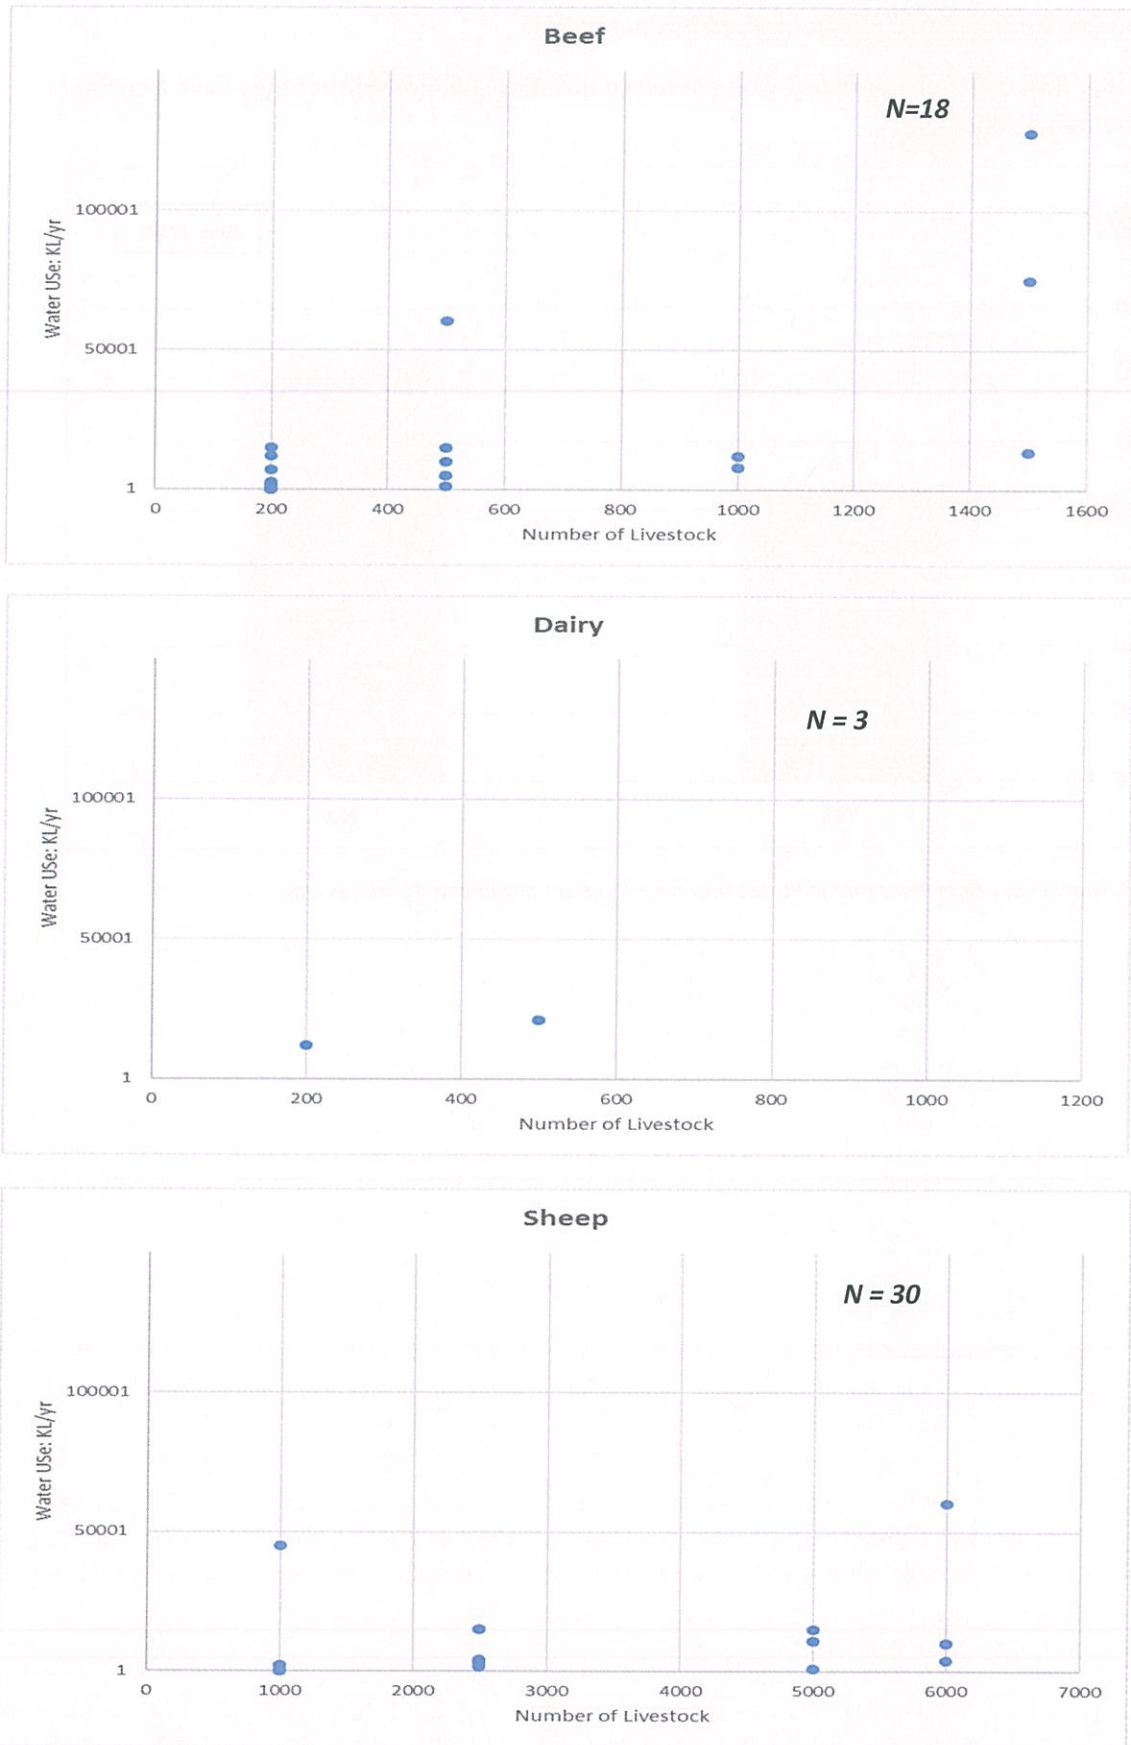 Beef
N=18
Water USe: KL/yr
100001
50001
1
0 200 400 600 800 1000 1200 1400 1600
Number of Livestock
Dairy
N = 3
Water USe: KL/yr
100001
50001
1
0 200 400 600 800 1000 1200
Number of Livestock
Sheep
N = 30
Water USe: KL/yr
100001
50001
1
0 1000 2000 3000 4000 5000 6000 7000
Number of Livestock